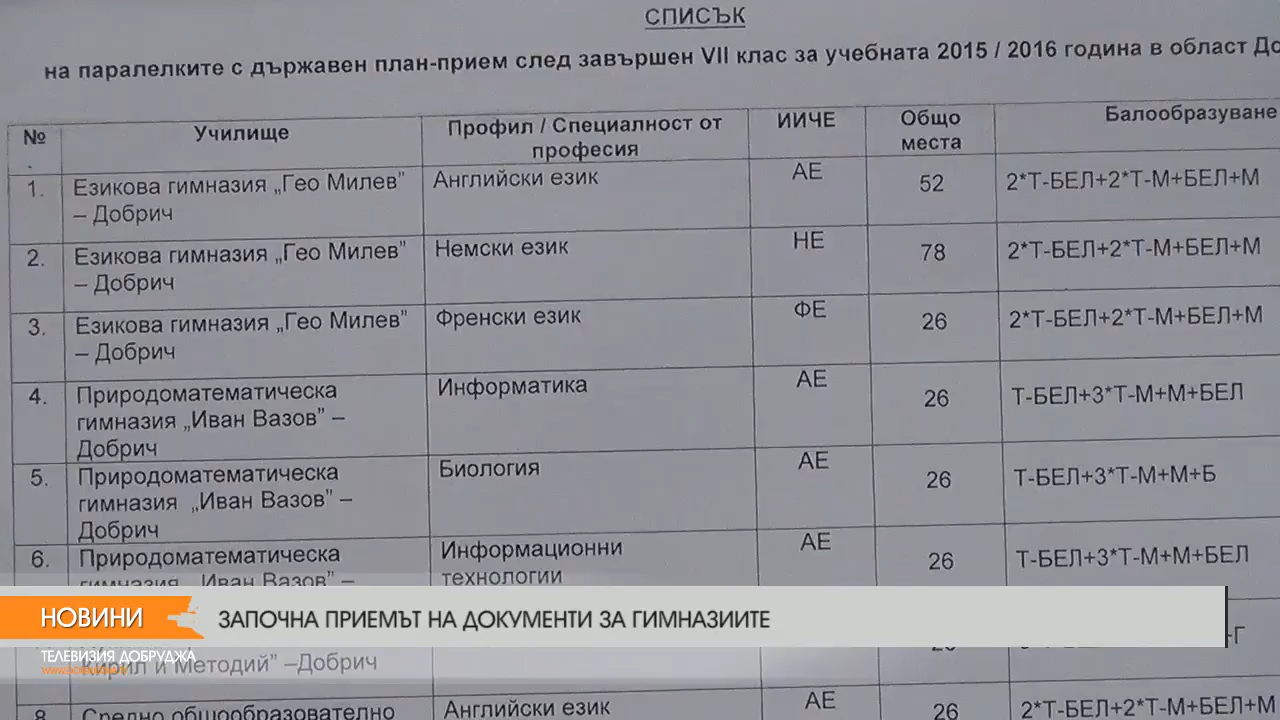 СПИСЪК
на паралелките с държавен план-прием след завършен VII клас за учебната 2015 / 2016 година в област
№ Училище Профил / Специалност от професия ИИЧЕ Общо места Балообразуване
1. Езикова гимназия „Гео Милев” – Добрич Английски език АЕ 52 2*Т-БЕЛ+2*Т-М+БЕЛ+М
2. Езикова гимназия „Гео Милев” – Добрич Немски език НЕ 78 2*Т-БЕЛ+2*Т-М+БЕЛ+М
3. Езикова гимназия „Гео Милев” – Добрич Френски език ФЕ 26 2*Т-БЕЛ+2*Т-М+БЕЛ+М
4. Природоматематическа гимназия „Иван Вазов” – Добрич Информатика АЕ 26 Т-БЕЛ+3*Т-М+М+БЕЛ
5. Природоматематическа гимназия „Иван Вазов” – Добрич Биология АЕ 26 Т-БЕЛ+3*Т-М+М+Б
6. Природоматематическа гимназия „Иван Вазов” – Информационни технологии АЕ 26 Т-БЕЛ+3*Т-М+М+БЕЛ
НОВИНИ ЗАПОЧНА ПРИЕМЪТ НА ДОКУМЕНТИ ЗА ГИМНАЗИИТЕ
ТЕЛЕВИЗИЯ ДОБРУДЖА
Кирил и Методий” –Добрич
8. Средно общообразователно Английски език АЕ 26 2*Т-БЕЛ+2*Т-М+БЕЛ+М